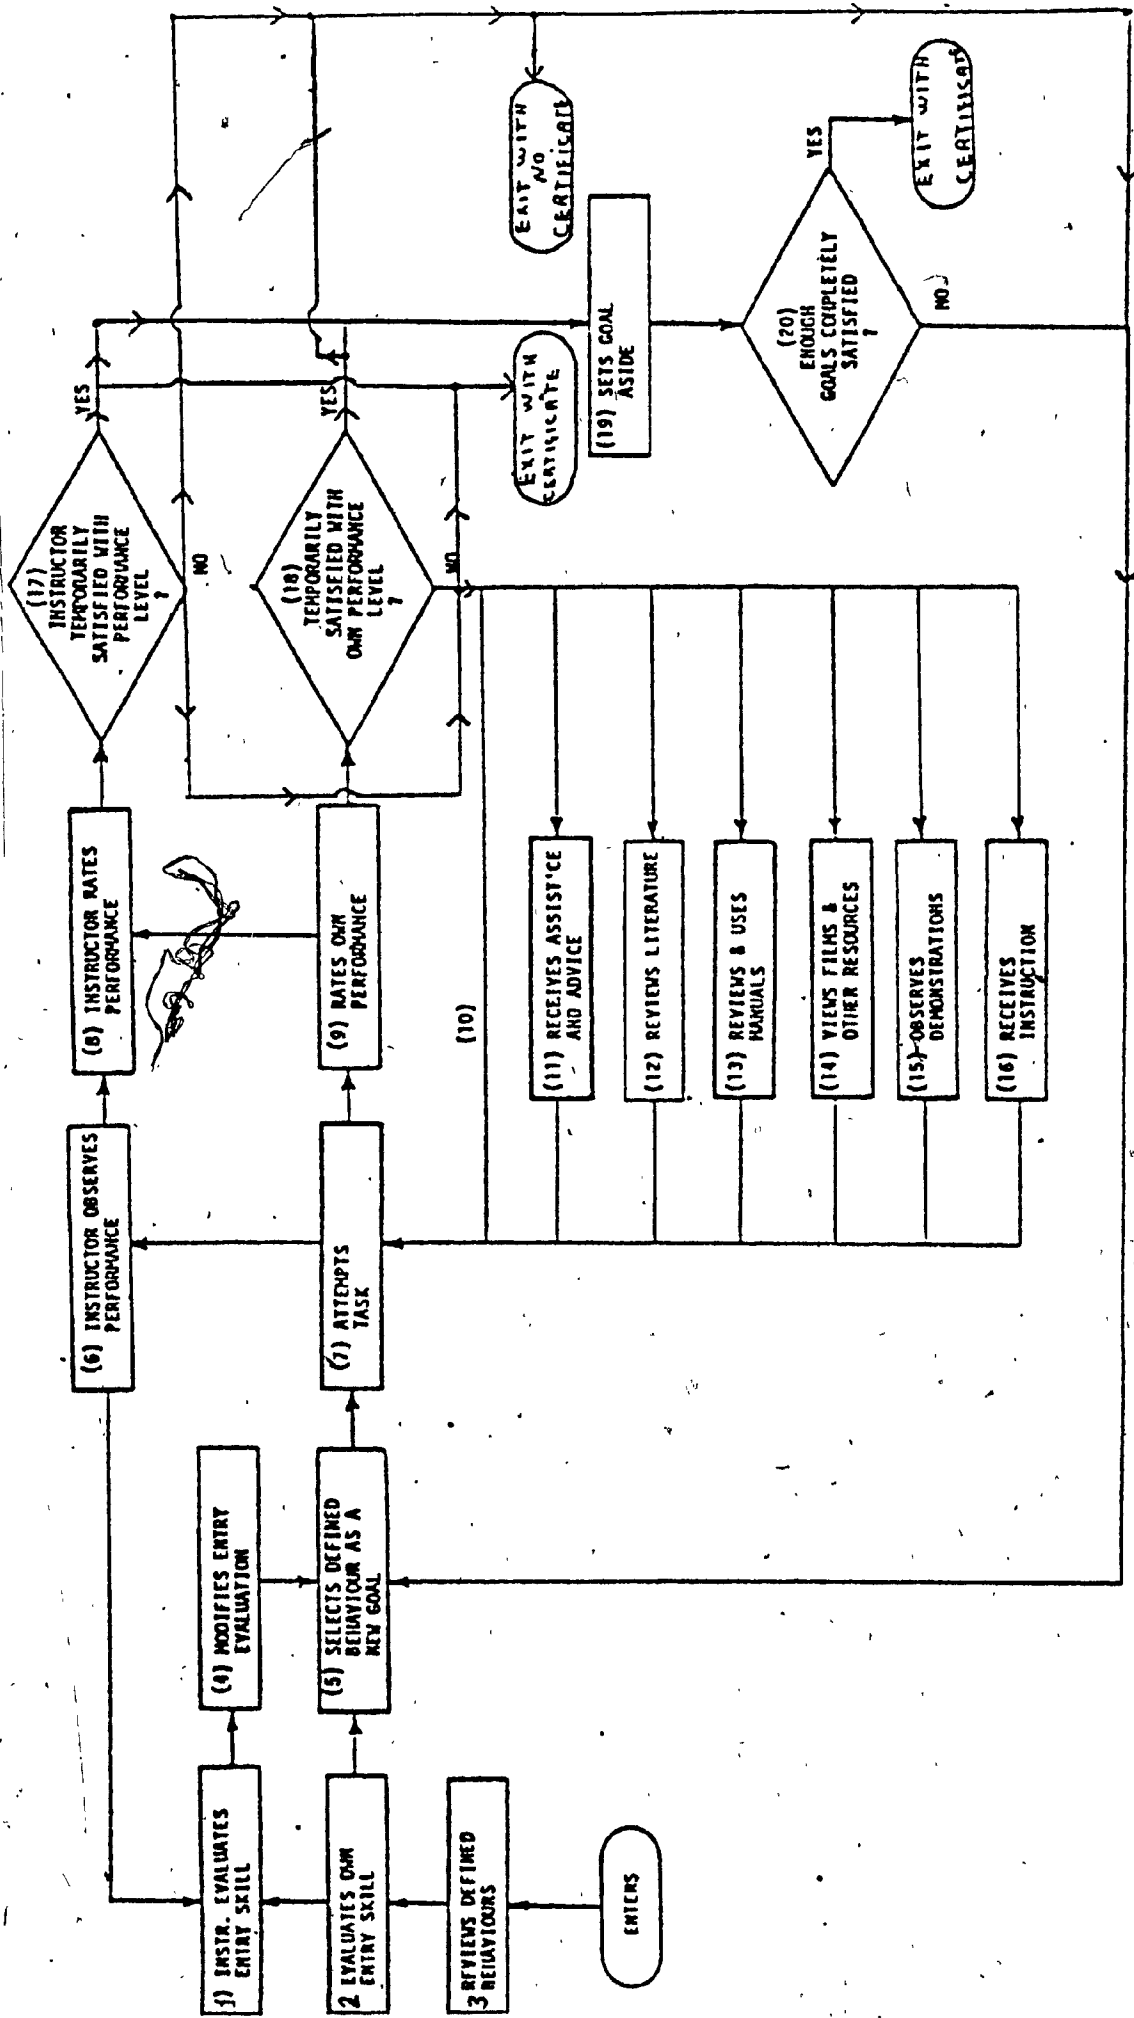 1) INSTR. EVALUATES
ENTRY SKILL
2 EVALUATES OWN
ENTRY SKILL
3 REVIEWS DEFINED
BEHAVIOURS
ENTERS
(4) MODIFIES ENTRY
EVALUATION
(5) SELECTS DEFINED
BEHAVIOUR AS A
NEW GOAL
(6) INSTRUCTOR OBSERVES
PERFORMANCE
(7) ATTEMPTS
TASK
(8) INSTRUCTOR RATES
PERFORMANCE
(9) RATES OWN
PERFORMANCE
(10)
(11) RECEIVES ASSIST'CE
AND ADVICE
(12) REVIEWS LITERATURE
(13) REVIEWS & USES
MANUALS
(14) VIEWS FILMS &
OTHER RESOURCES
(15) OBSERVES
DEMONSTRATIONS
(16) RECEIVES
INSTRUCTION
(17)
INSTRUCTOR
TEMPORARILY
SATISFIED WITH
PERFORMANCE
LEVEL
?
YES
NO
(18)
TEMPORARILY
SATISFIED WITH
OWN PERFORMANCE
LEVEL
?
YES
NO
EXIT WITH
CERTIFICATE
EXIT WITH
NO
CERTIFICATE
(19) SETS GOAL
ASIDE
(20)
ENOUGH
GOALS COMPLETELY
SATISFIED
?
YES
NO
EXIT WITH
CERTIFICATE